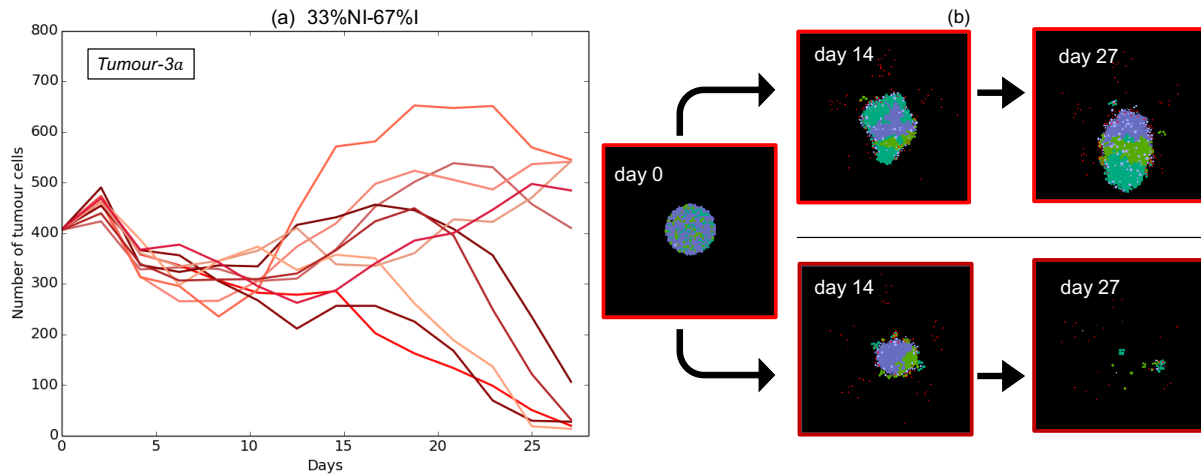 (a) 33%NI-67%I
Tumour-3a
Number of tumour cells
800
700
600
500
400
300
200
100
0
0 5 10 15 20 25
Days
(b)
day 0
day 14
day 27
day 14
day 27